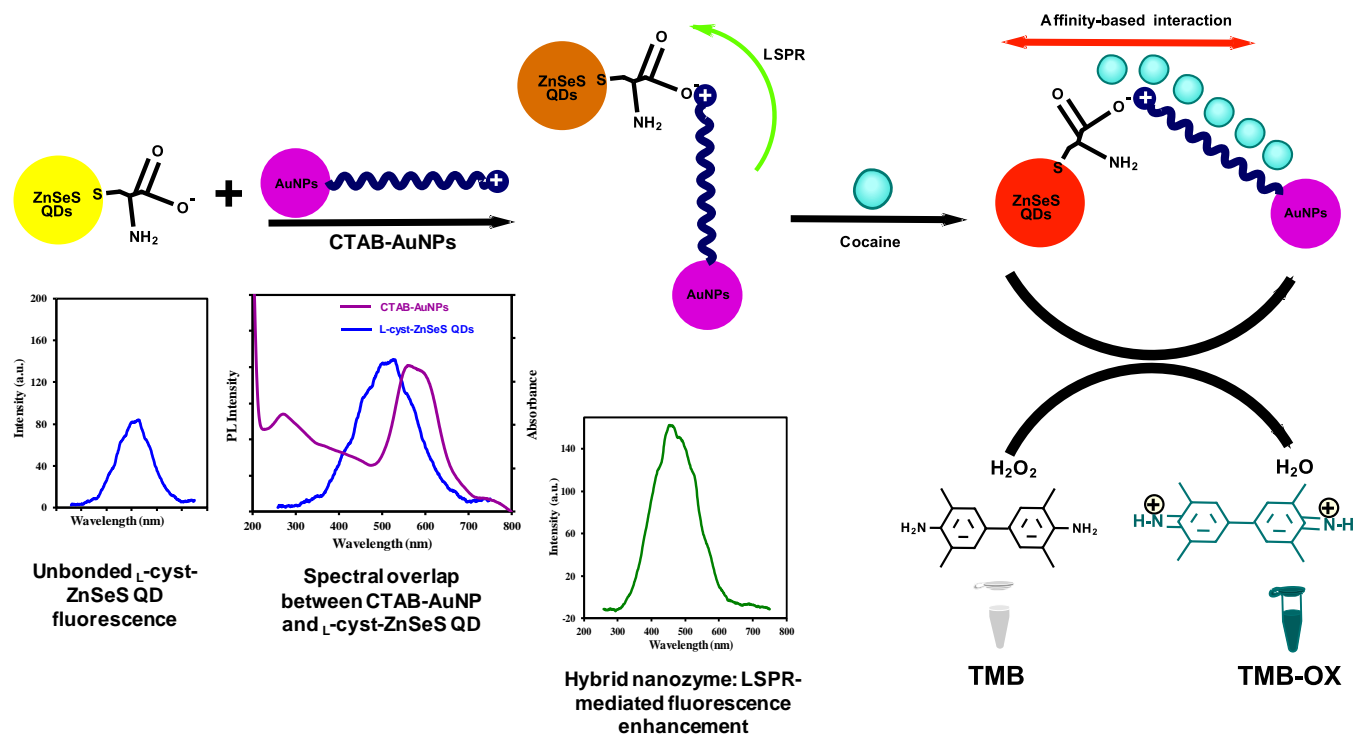 Affinity-based interaction
LSPR
ZnSeS
QDs
S
O
O-
NH2
+
AuNPs
+
CTAB-AuNPs
ZnSeS
QDs
S
O
O-
+
NH2
AuNPs
Cocaine
O
O-
+
NH2
S
ZnSeS
QDs
AuNPs
200
160
120
80
40
0
Intensity (a.u.)
Wavelength (nm)
Unbonded L-cyst-
ZnSeS QD
fluorescence
CTAB-AuNPs
L-cyst-ZnSeS QDs
PL Intensity
Absorbance
200 300 400 500 600 700 800
Wavelength (nm)
Spectral overlap
between CTAB-AuNP
and L-cyst-ZnSeS QD
140
100
60
20
-20
Intensity (a.u.)
200 300 400 500 600 700 800
Wavelength (nm)
Hybrid nanozyme: LSPR-
mediated fluorescence
enhancement
H2O2
H2O
H2N
NH2
H-N
+
+
N-H
TMB
TMB-OX